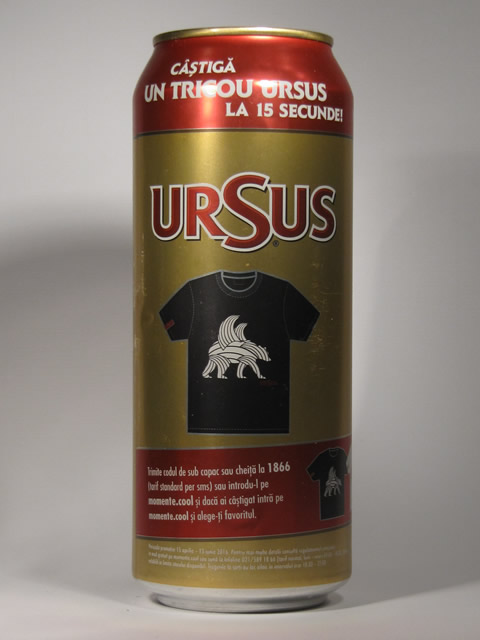 CÂȘTIGĂ
UN TRICOU URSUS
LA 15 SECUNDE!
URSUS®
Trimite codul de sub capac sau cheiță la 1866
(tarif standard per sms) sau introdu-l pe
momente.cool și dacă ai câștigat intră pe
momente.cool și alege-ți favoritul.